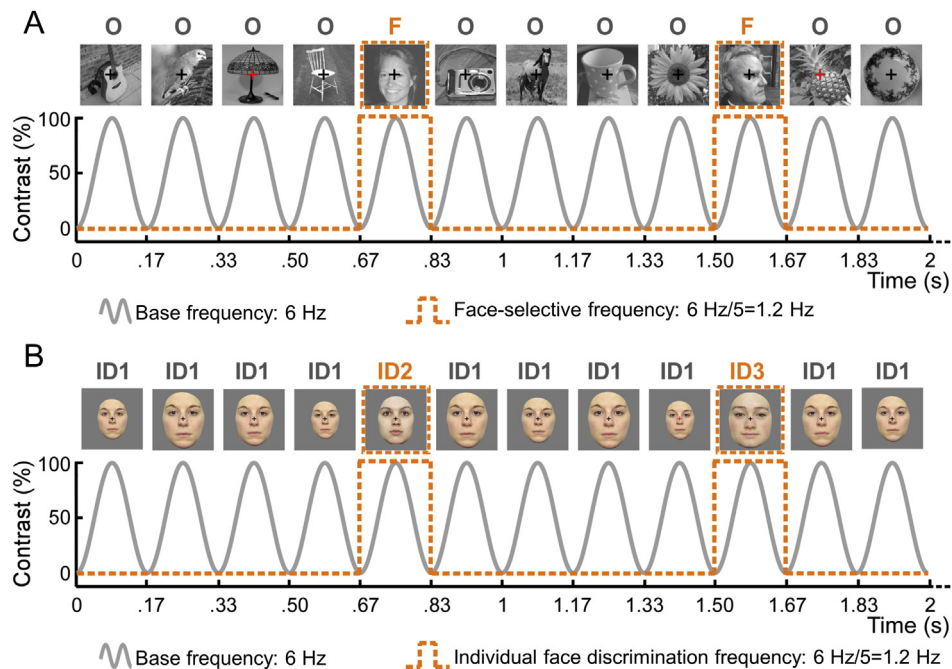 A
O O O O F O O O O F O O
Contrast (%)
100
50
0
0 .17 .33 .50 .67 .83 1 1.17 1.33 1.50 1.67 1.83 2
Time (s)
Base frequency: 6 Hz
Face-selective frequency: 6 Hz/5=1.2 Hz
B
ID1 ID1 ID1 ID1 ID2 ID1 ID1 ID1 ID1 ID3 ID1 ID1
Contrast (%)
100
50
0
0 .17 .33 .50 .67 .83 1 1.17 1.33 1.50 1.67 1.83 2
Time (s)
Base frequency: 6 Hz
Individual face discrimination frequency: 6 Hz/5=1.2 Hz